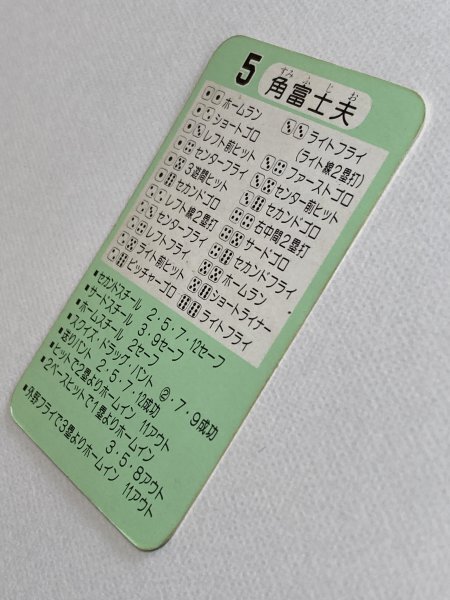 5 角富士夫
すみ ふ じ お
ホームラン
ショートゴロ
レフト前ヒット
センターフライ
3遊間ヒット
セカンドゴロ
レフト線2塁打
センターフライ
レフトフライ
ライト前ヒット
ピッチャーゴロ
ライトフライ
(ライト線2塁打)
ファーストゴロ
センター前ヒット
セカンドゴロ
右中間2塁打
サードゴロ
セカンドフライ
ホームラン
ショートライナー
ライトフライ
■セカンドスチール 2・5・7・12セーフ
■サードスチール 3・9セーフ
■ホームスチール 2セーフ
■スクイズ・ドラッグ・バント ②・7・9成功
■送りバント 2・5・7・12成功
■ヒットで2塁よりホームイン 11アウト
■2ベースヒットで1塁よりホームイン
3・5・8アウト
■外野フライで3塁よりホームイン 11アウト